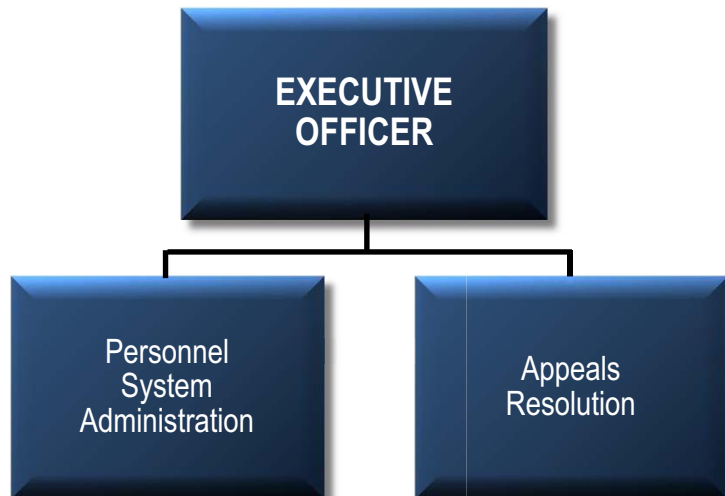 EXECUTIVE
OFFICER
Personnel
System
Administration
Appeals
Resolution